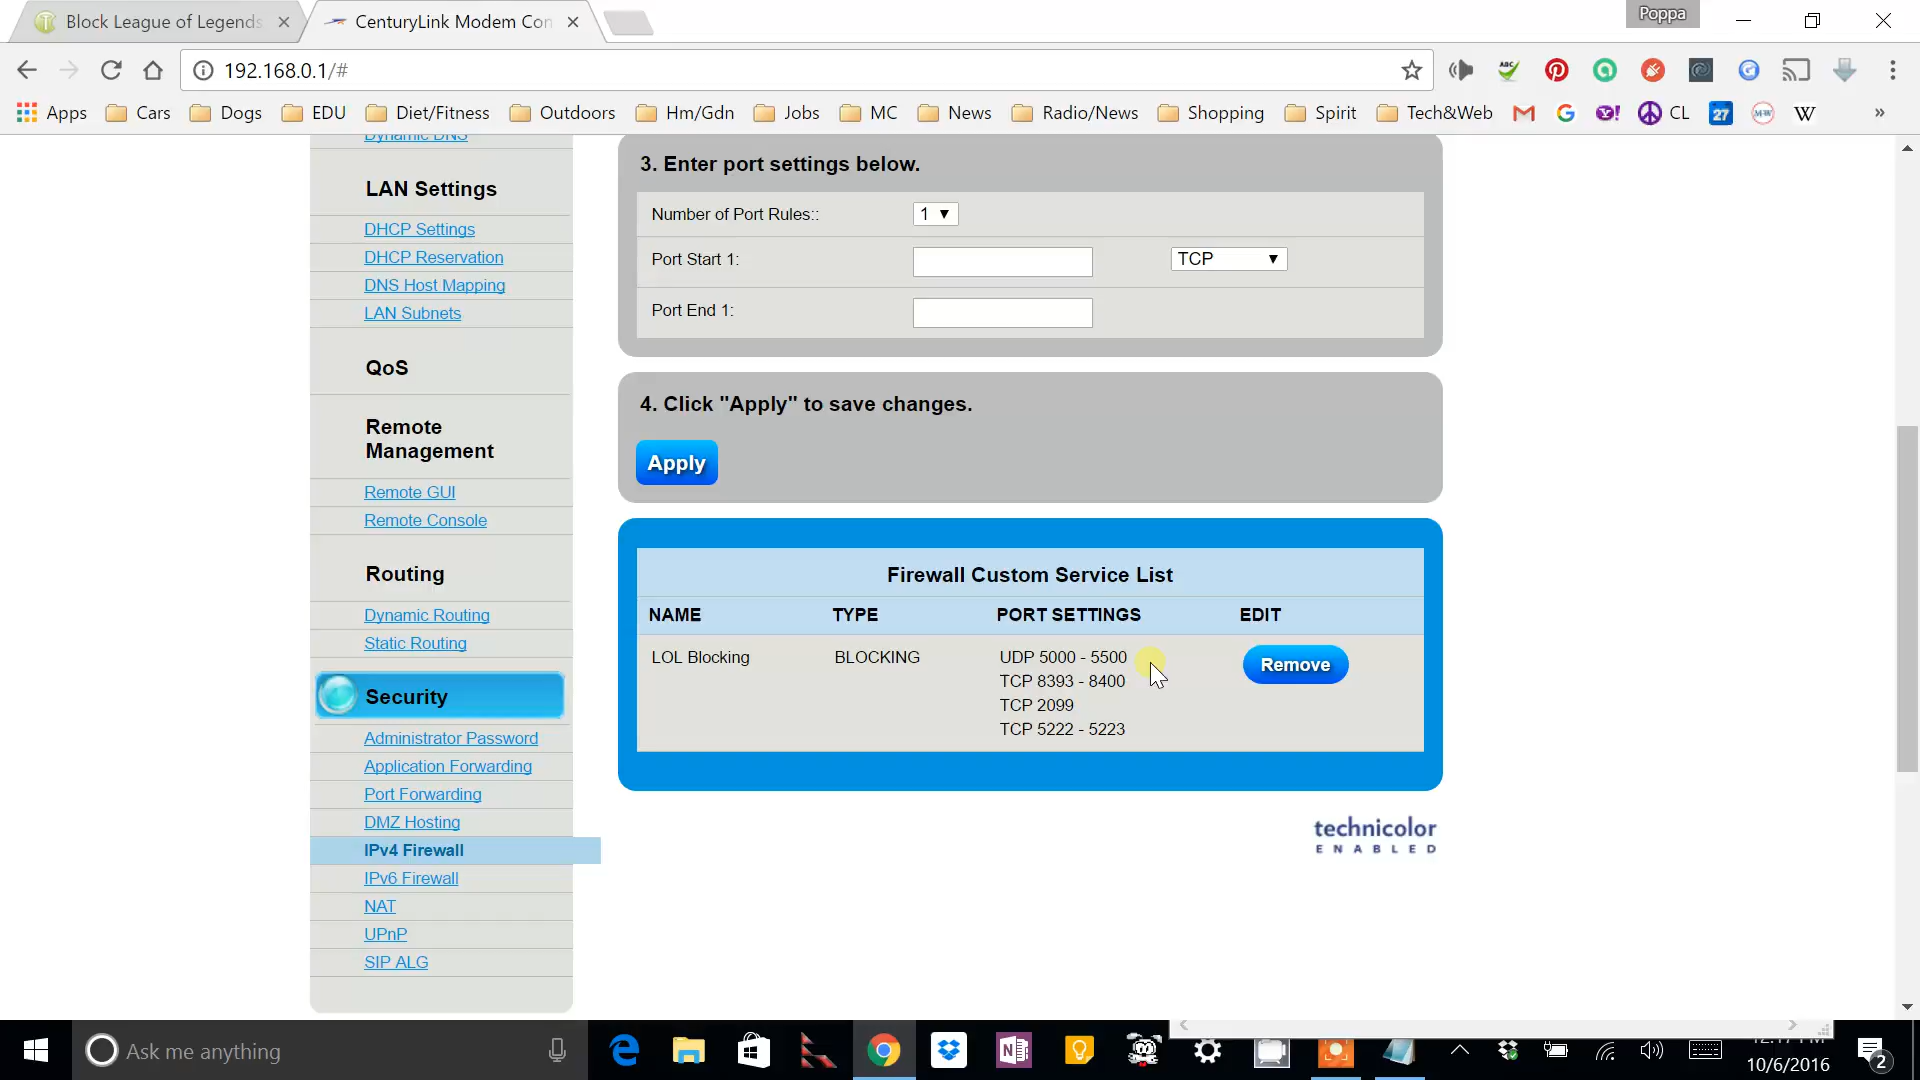 Block League of Legends
CenturyLink Modem Con
Poppa
192.168.0.1/#
Apps
Cars
Dogs
EDU
Diet/Fitness
Outdoors
Hm/Gdn
Jobs
MC
News
Radio/News
Shopping
Spirit
Tech&Web
CL
27
W
»
Dynamic DNS
LAN Settings
DHCP Settings
DHCP Reservation
DNS Host Mapping
LAN Subnets
QoS
Remote
Management
Remote GUI
Remote Console
Routing
Dynamic Routing
Static Routing
Security
Administrator Password
Application Forwarding
Port Forwarding
DMZ Hosting
IPv4 Firewall
IPv6 Firewall
NAT
UPnP
SIP ALG
3. Enter port settings below.
Number of Port Rules:: 1
Port Start 1: TCP
Port End 1:
4. Click "Apply" to save changes.
Apply
Firewall Custom Service List
NAME TYPE PORT SETTINGS EDIT
LOL Blocking BLOCKING UDP 5000 - 5500 Remove
TCP 8393 - 8400
TCP 2099
TCP 5222 - 5223
technicolor
ENABLED
Ask me anything
10/6/2016
2